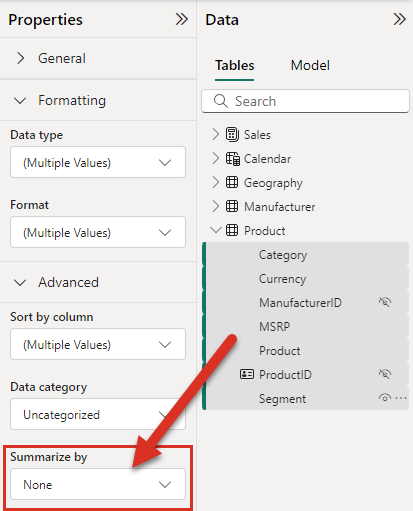 Properties
General
Formatting
Data type
(Multiple Values)
Format
(Multiple Values)
Advanced
Sort by column
(Multiple Values)
Data category
Uncategorized
Summarize by
None
Data
Tables Model
Search
Sales
Calendar
Geography
Manufacturer
Product
Category
Currency
ManufacturerID
MSRP
Product
ProductID
Segment